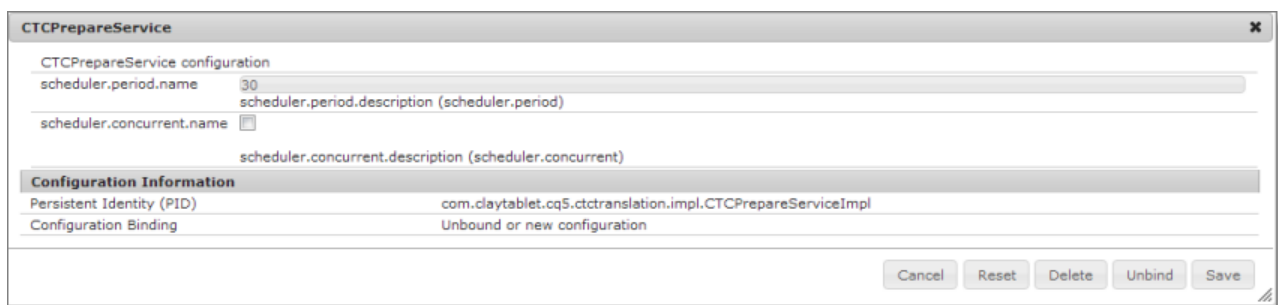 CTCPrepareService
CTCPrepareService configuration
scheduler.period.name 30
scheduler.period.description (scheduler.period)
scheduler.concurrent.name
scheduler.concurrent.description (scheduler.concurrent)
Configuration Information
Persistent Identity (PID) com.claytablet.cq5.ctctranslation.impl.CTCPrepareServiceImpl
Configuration Binding Unbound or new configuration
Cancel Reset Delete Unbind Save